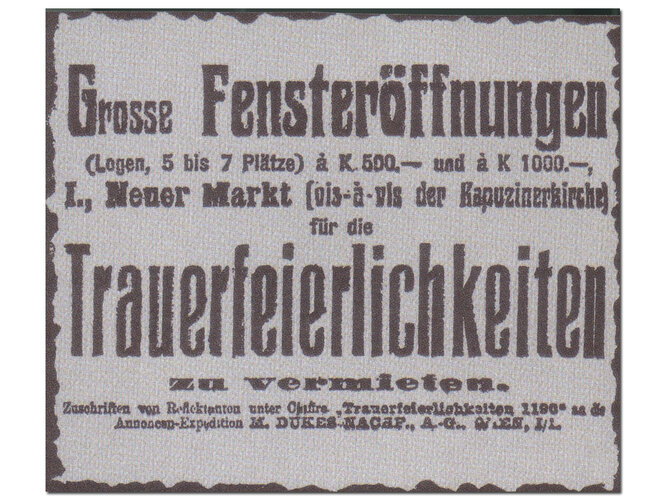 Grosse Fensteröffnungen
(Logen, 5 bis 7 Plätze) à K 500.— und à K 1000.—,
I., Neuer Markt (vis-à-vis der Kapuzinerkirche)
für die
Trauerfeierlichkeiten
zu vermieten.
Zuschriften von Reflektanten unter Chiffre „Trauerfeierlichkeiten 1190“ an die
Annoncen-Expedition M. DUKES NACHF., A.-G., WIEN, I/1.